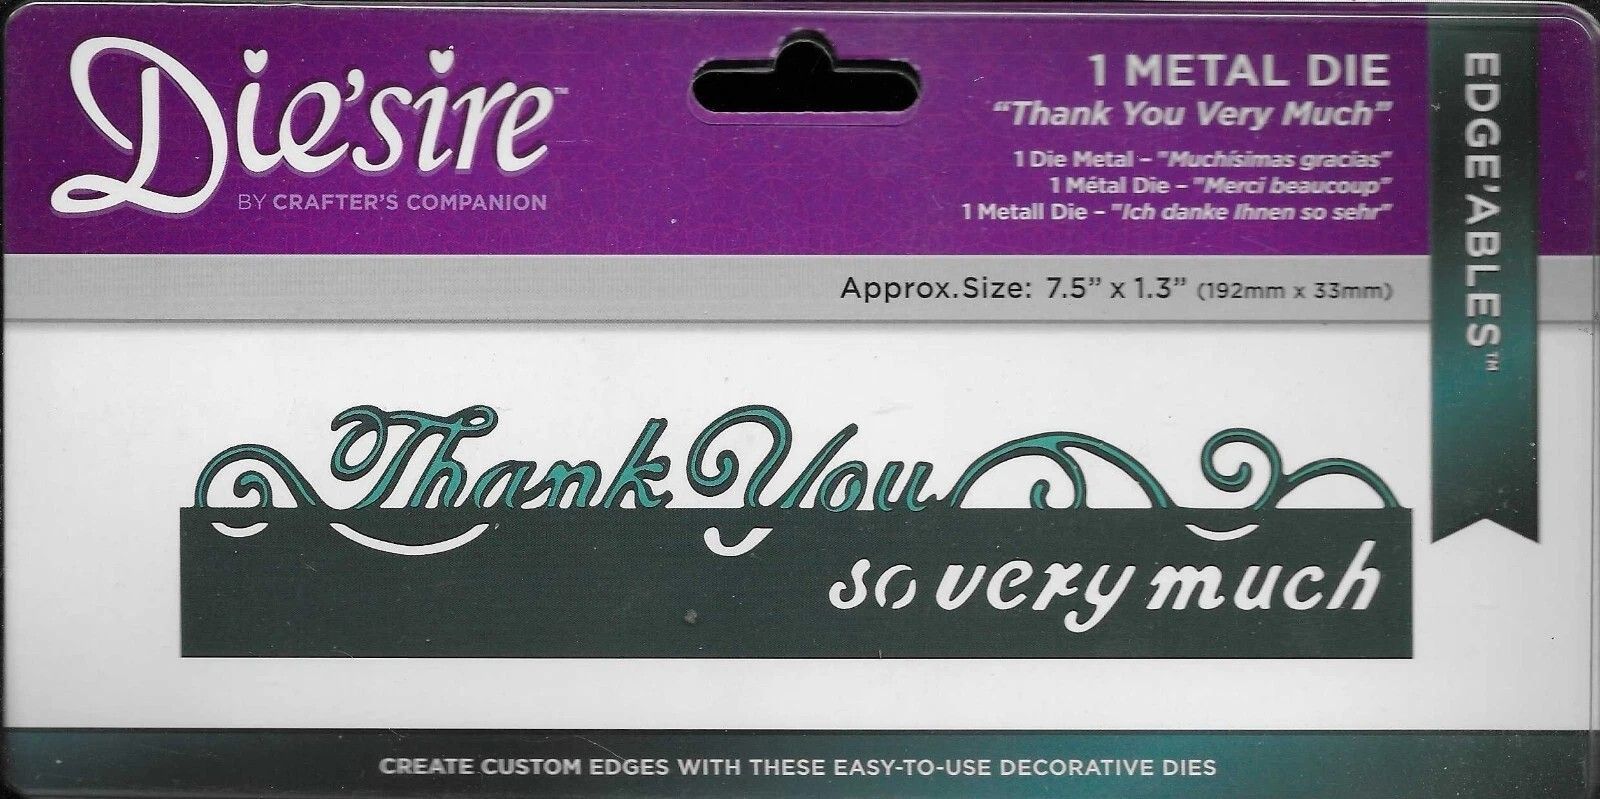 Die'sire™
BY CRAFTER'S COMPANION
1 METAL DIE
“Thank You Very Much”
1 Die Metal – "Muchísimas gracias"
1 Métal Die – "Merci beaucoup"
1 Metall Die – "Ich danke Ihnen so sehr"
EDGE'ABLES™
Approx.Size: 7.5” x 1.3” (192mm x 33mm)
Thank You
so very much
CREATE CUSTOM EDGES WITH THESE EASY-TO-USE DECORATIVE DIES